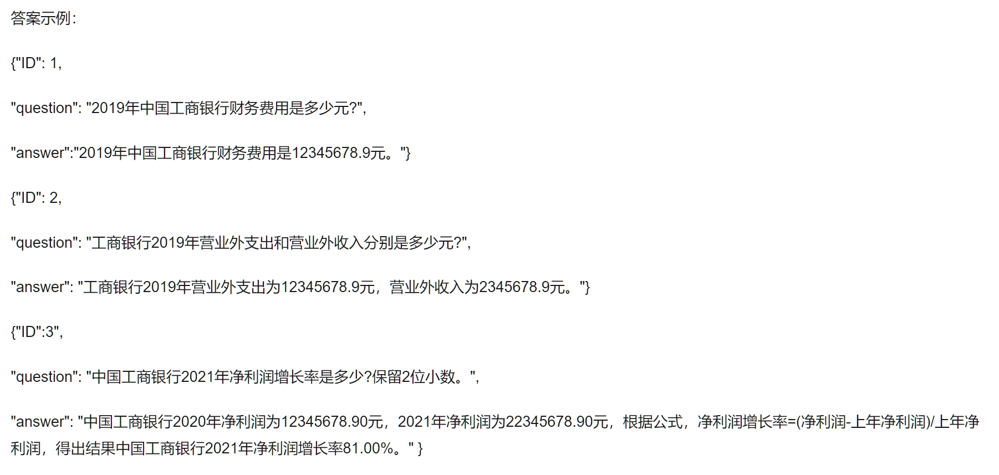 答案示例：
{"ID": 1,
"question": "2019年中国工商银行财务费用是多少元?",
"answer":"2019年中国工商银行财务费用是12345678.9元。"}
{"ID": 2,
"question": "工商银行2019年营业外支出和营业外收入分别是多少元?",
"answer": "工商银行2019年营业外支出为12345678.9元，营业外收入为2345678.9元。"}
{"ID":3",
"question": "中国工商银行2021年净利润增长率是多少?保留2位小数。",
"answer": "中国工商银行2020年净利润为12345678.90元，2021年净利润为22345678.90元，根据公式，净利润增长率=(净利润-上年净利润)/上年净
利润，得出结果中国工商银行2021年净利润增长率81.00%。" }